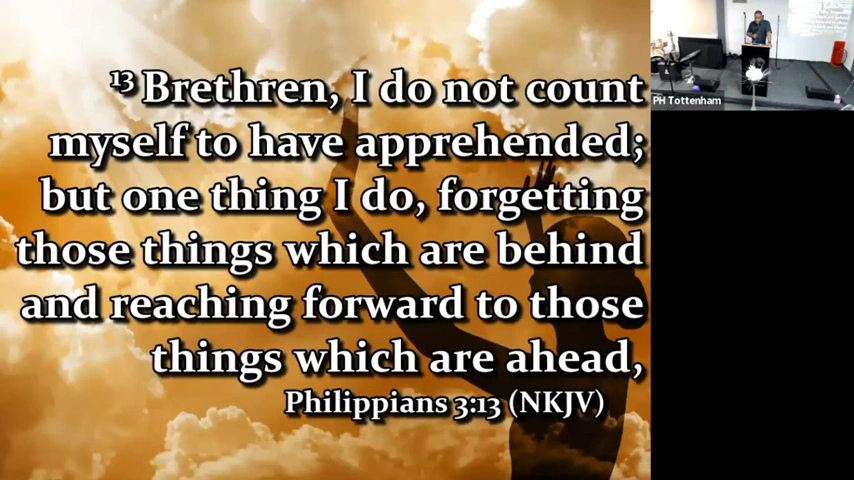 13 Brethren, I do not count
myself to have apprehended;
but one thing I do, forgetting
those things which are behind
and reaching forward to those
things which are ahead,
Philippians 3:13 (NKJV)
PH Tottenham